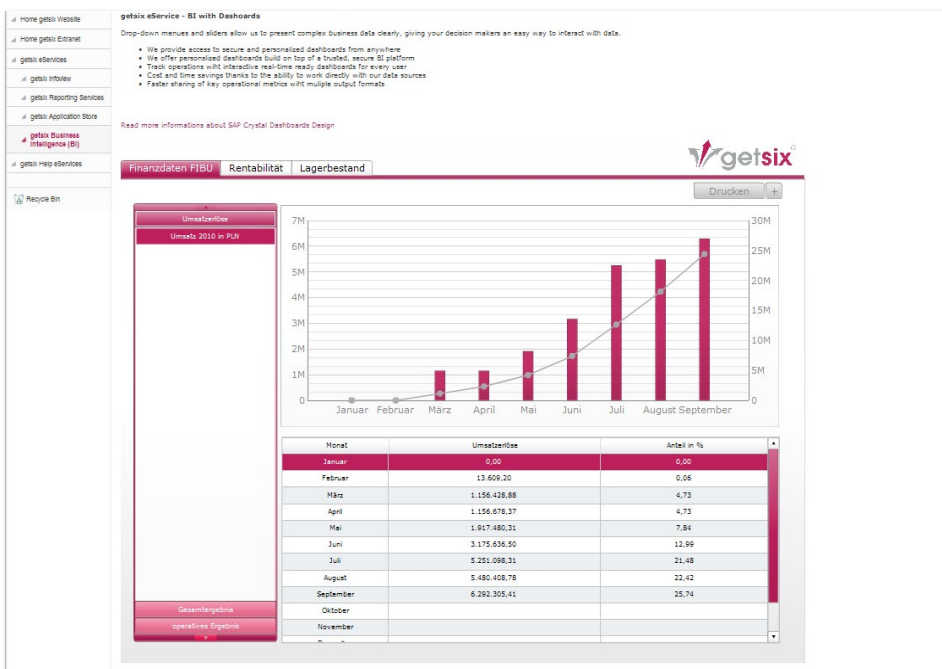 Home getsix Website
Home getsix Extranet
getsix eServices
getsix Infoview
getsix Reporting Services
getsix Application Store
getsix Business
Intelligence (BI)
getsix Help eServices
Recycle Bin
getsix eService - BI with Dashoards
Drop-down menues and sliders allow us to present complex business data clearly, giving your decision makers an easy way to interact with data.
We provide access to secure and personalized dashboards from anywhere
We offer personslized dashboards build on top of a trusted, secure BI platform
Track operations wiht interactive real-time ready dashboards for every user
Cost and time savings thanks to the ability to work directly with our data sources
Faster sharing of key operational metrics wiht muliple output formats
Read more informations about SAP Crystal Dashboards Design
getsix
Finanzdaten FIBU Rentabilität Lagerbestand
Drucken +
Umsatzerlöse
Umsatz 2010 in PLN
Gesamtergebnis
operatives Ergebnis
7M 30M
6M 25M
5M 20M
4M 15M
3M 10M
2M 5M
1M
0 0
Januar Februar März April Mai Juni Juli August September
Monat Umsatzerlöse Anteil in %
Januar 0,00 0,00
Februar 13.609,20 0,06
März 1.156.428,88 4,73
April 1.156.678,37 4,73
Mai 1.917.480,31 7,84
Juni 3.175.636,50 12,99
Juli 5.251.098,31 21,48
August 5.480.408,78 22,42
September 6.292.305,41 25,74
Oktober
November